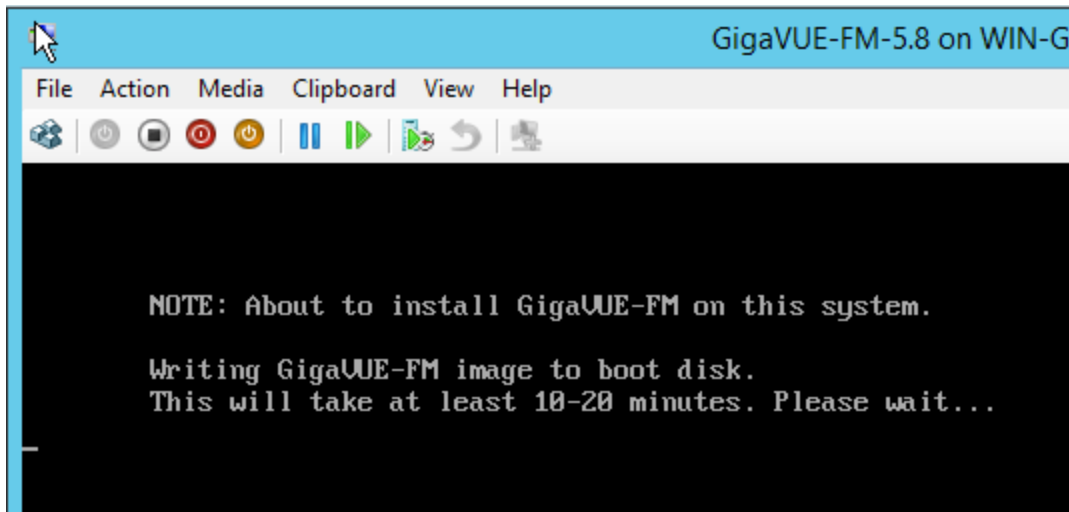 GigaVUE-FM-5.8 on WIN-G
File Action Media Clipboard View Help
NOTE: About to install GigaVUE-FM on this system.
Writing GigaVUE-FM image to boot disk.
This will take at least 10-20 minutes. Please wait...